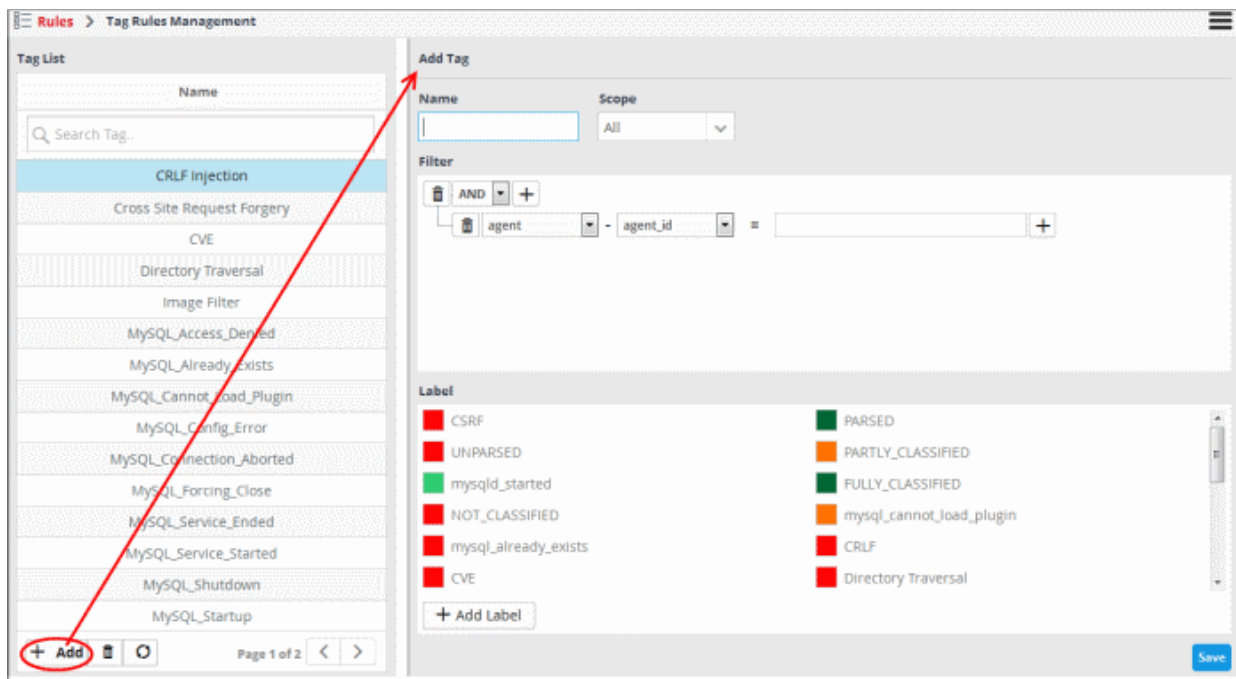 Rules > Tag Rules Management
Tag List
Name
Search Tag..
CRLF Injection
Cross Site Request Forgery
CVE
Directory Traversal
Image Filter
MySQL_Access_Denied
MySQL_Already_Exists
MySQL_Cannot_Load_Plugin
MySQL_Config_Error
MySQL_Connection_Aborted
MySQL_Forcing_Close
MySQL_Service_Ended
MySQL_Service_Started
MySQL_Shutdown
MySQL_Startup
+ Add
Page 1 of 2 < >
Add Tag
Name Scope
All
Filter
AND +
agent - agent_id = +
Label
CSRF PARSED
UNPARSED PARTLY_CLASSIFIED
mysqld_started FULLY_CLASSIFIED
NOT_CLASSIFIED mysql_cannot_load_plugin
mysql_already_exists CRLF
CVE Directory Traversal
+ Add Label
Save